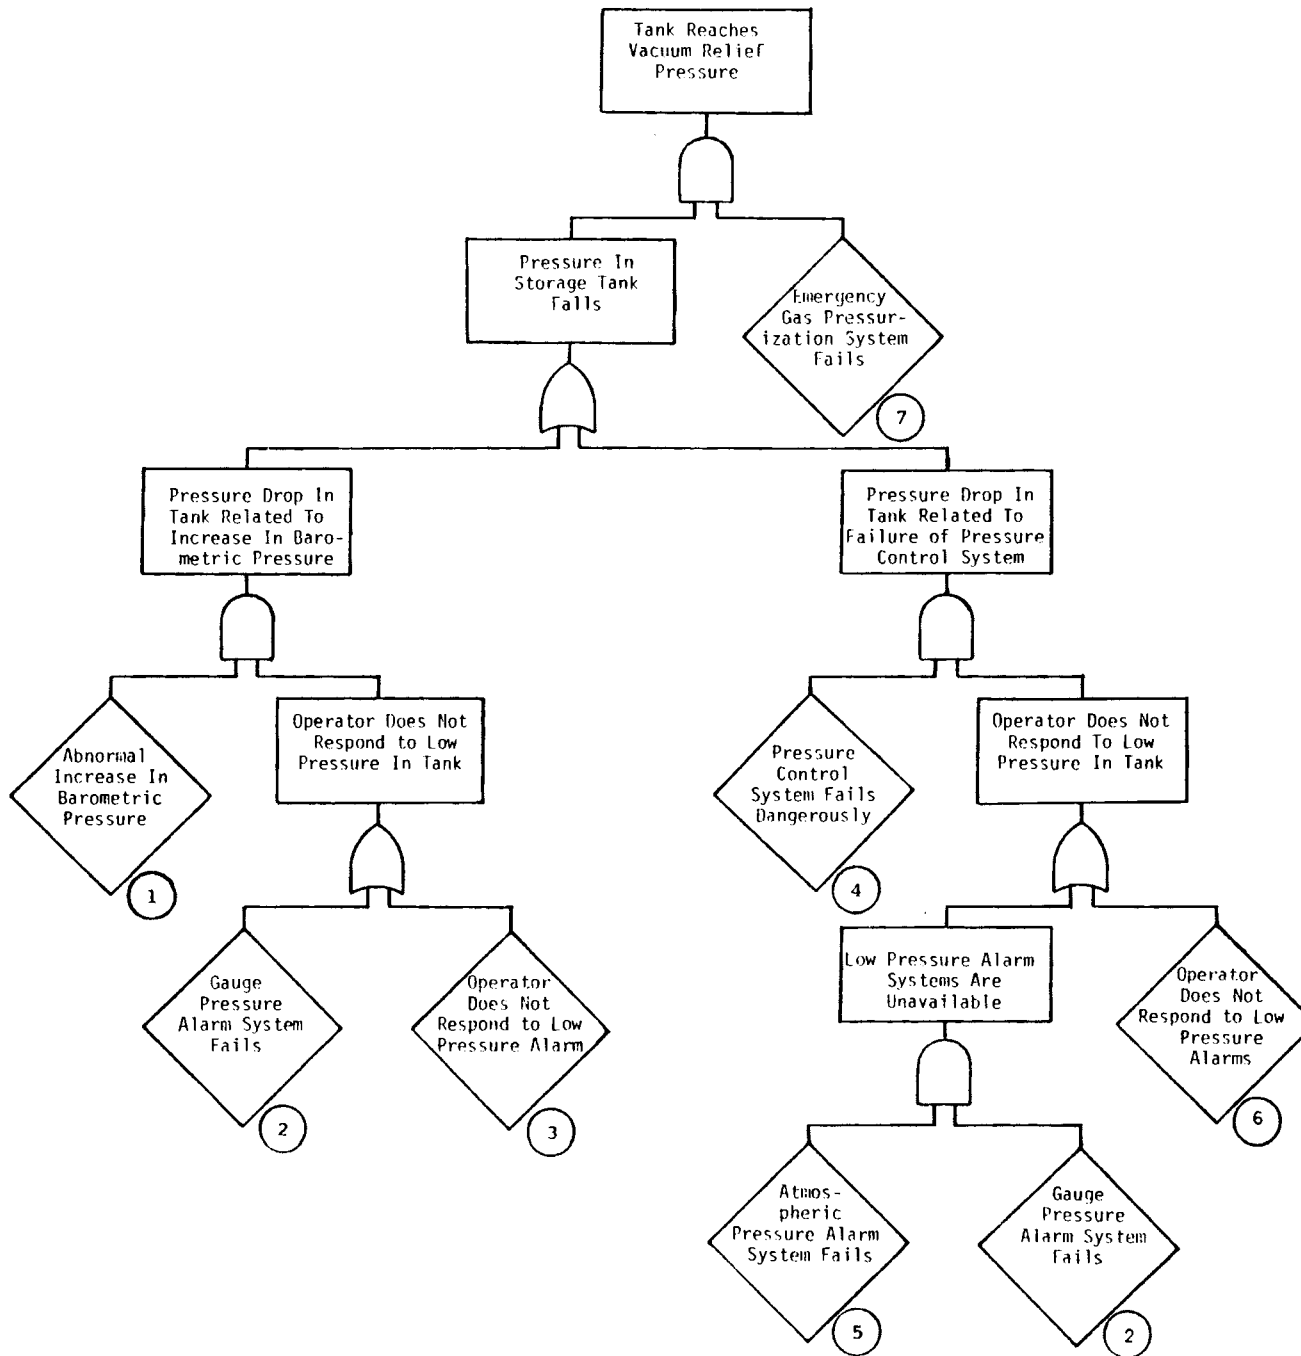 Tank Reaches
Vacuum Relief
Pressure
Pressure In
Storage Tank
Falls
Emergency
Gas Pressur-
ization System
Fails
7
Pressure Drop In
Tank Related To
Increase In Baro-
metric Pressure
Pressure Drop In
Tank Related To
Failure of Pressure
Control System
Abnormal
Increase In
Barometric
Pressure
1
Operator Does Not
Respond to Low
Pressure In Tank
Pressure
Control
System Fails
Dangerously
4
Operator Does Not
Respond To Low
Pressure In Tank
Gauge
Pressure
Alarm System
Fails
2
Operator
Does Not
Respond to Low
Pressure Alarm
3
Low Pressure Alarm
Systems Are
Unavailable
Operator
Does Not
Respond to Low
Pressure
Alarms
6
Atmos-
pheric
Pressure Alarm
System Fails
5
Gauge
Pressure
Alarm System
Fails
2